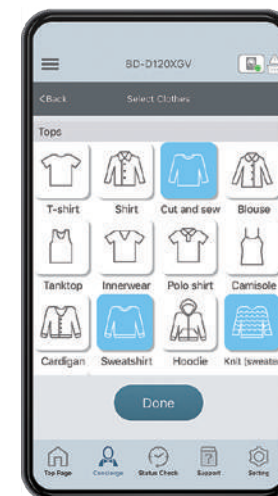 BD-D120XGV
<Back Select Clothes
Tops
T-shirt Shirt Cut and sew Blouse
Tanktop Innerwear Polo shirt Camisole
Cardigan Sweatshirt Hoodie Knit (sweater
Done
Top Page Concierge Status Check Support Setting